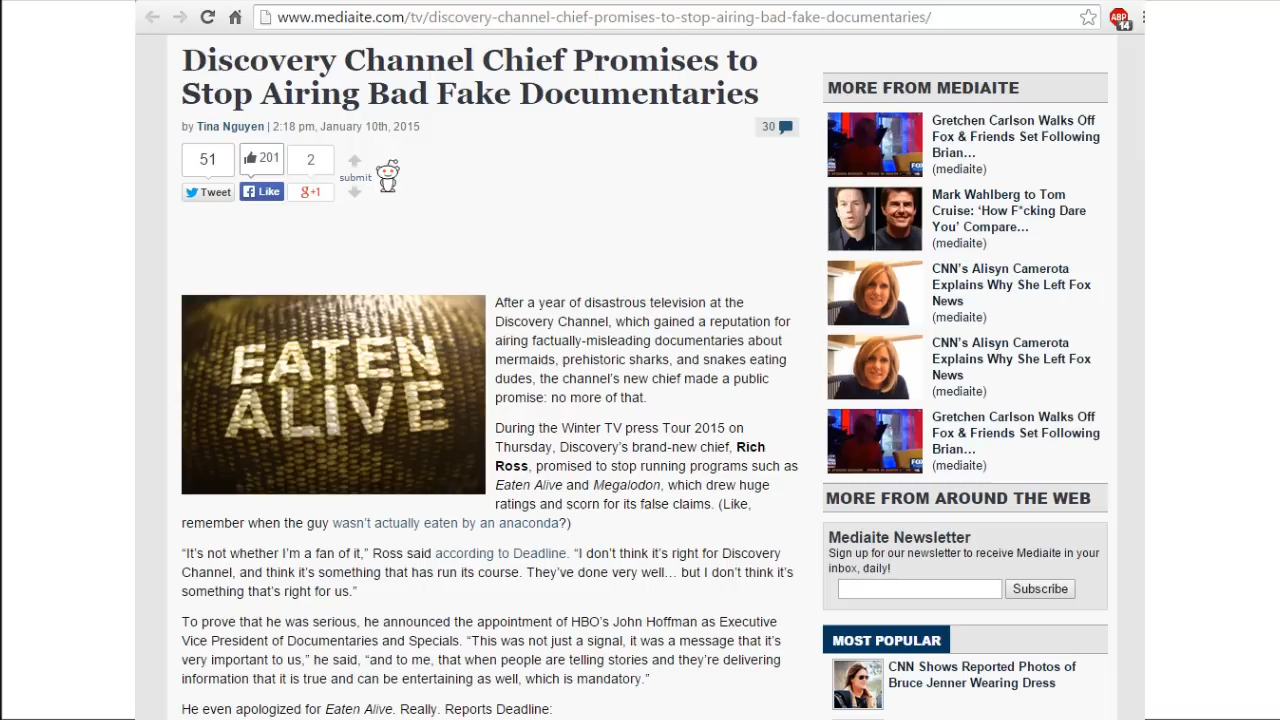 www.mediaite.com/tv/discovery-channel-chief-promises-to-stop-airing-bad-fake-documentaries/
ABP
14
Discovery Channel Chief Promises to
Stop Airing Bad Fake Documentaries
by Tina Nguyen | 2:18 pm, January 10th, 2015
30
51
201
2
submit
Tweet
Like
+1
EATEN
ALIVE
After a year of disastrous television at the
Discovery Channel, which gained a reputation for
airing factually-misleading documentaries about
mermaids, prehistoric sharks, and snakes eating
dudes, the channel's new chief made a public
promise: no more of that.
During the Winter TV press Tour 2015 on
Thursday, Discovery's brand-new chief, Rich
Ross, promised to stop running programs such as
Eaten Alive and Megalodon, which drew huge
ratings and scorn for its false claims. (Like,
remember when the guy wasn't actually eaten by an anaconda?)
“It's not whether I'm a fan of it,” Ross said according to Deadline. “I don't think it's right for Discovery
Channel, and think it's something that has run its course. They've done very well… but I don't think it's
something that's right for us.”
To prove that he was serious, he announced the appointment of HBO's John Hoffman as Executive
Vice President of Documentaries and Specials. “This was not just a signal, it was a message that it's
very important to us,” he said, “and to me, that when people are telling stories and they're delivering
information that it is true and can be entertaining as well, which is mandatory.”
He even apologized for Eaten Alive. Really. Reports Deadline:
MORE FROM MEDIAITE
Gretchen Carlson Walks Off
Fox & Friends Set Following
Brian…
(mediaite)
Mark Wahlberg to Tom
Cruise: ‘How F*cking Dare
You’ Compare…
(mediaite)
CNN's Alisyn Camerota
Explains Why She Left Fox
News
(mediaite)
CNN's Alisyn Camerota
Explains Why She Left Fox
News
(mediaite)
Gretchen Carlson Walks Off
Fox & Friends Set Following
Brian…
(mediaite)
MORE FROM AROUND THE WEB
Mediaite Newsletter
Sign up for our newsletter to receive Mediaite in your
inbox, daily!
Subscribe
MOST POPULAR
CNN Shows Reported Photos of
Bruce Jenner Wearing Dress